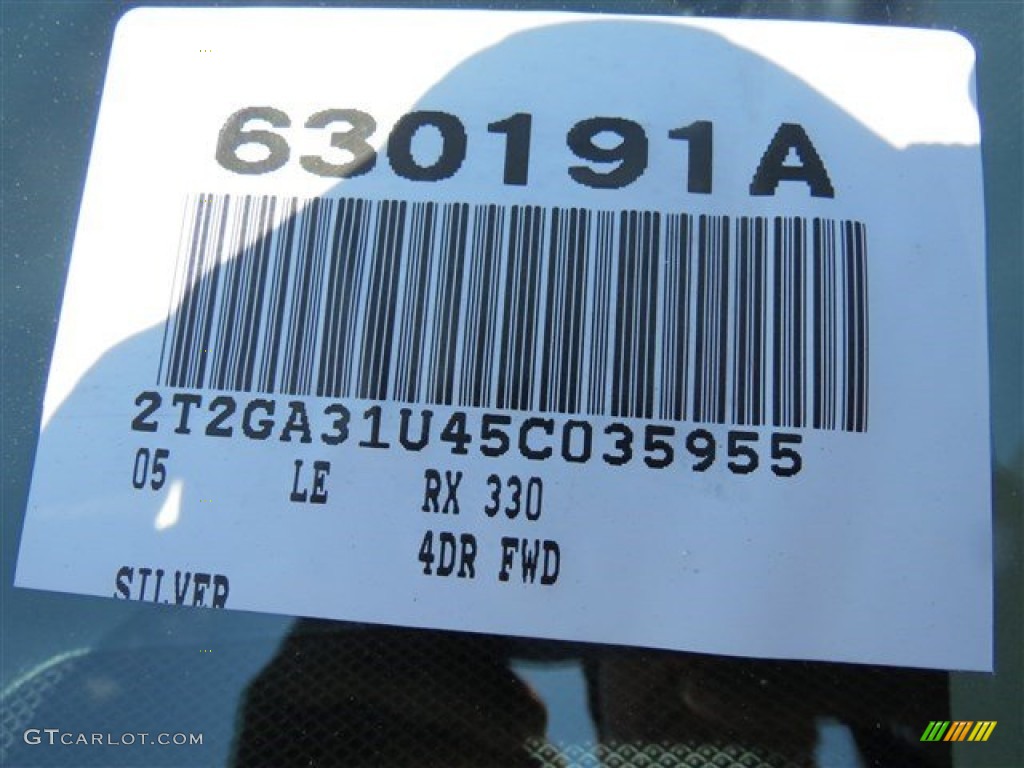 630191A
2T2GA31U45C035955
05 LE RX 330
4DR FWD
SILVER
GTCARLOT.COM